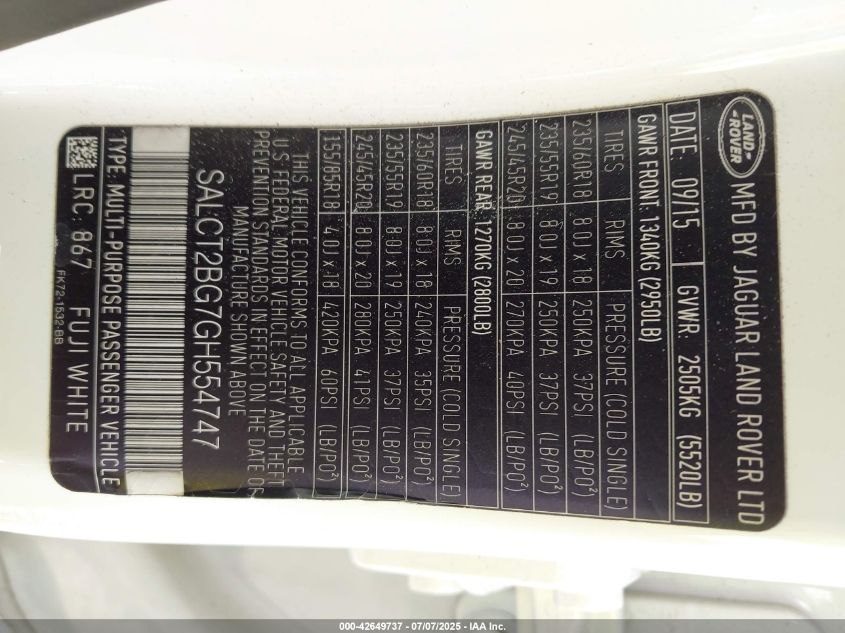 LAND
ROVER
MFD BY JAGUAR LAND ROVER LTD
DATE: 09/15 GVWR: 2505KG (5520LB)
GAWR FRONT: 1340KG (2950LB)
TIRES RIMS PRESSURE (COLD SINGLE)
235/60R18 8.0J x 18 250KPA 37PSI (LB/PO²)
235/55R19 8.0J x 19 250KPA 37PSI (LB/PO²)
245/45R20 8.0J x 20 270KPA 40PSI (LB/PO²)
GAWR REAR: 1270KG (2800LB)
TIRES RIMS PRESSURE (COLD SINGLE)
235/60R18 8.0J x 18 240KPA 35PSI (LB/PO²)
235/55R19 8.0J x 19 250KPA 37PSI (LB/PO²)
245/45R20 8.0J x 20 280KPA 41PSI (LB/PO²)
155/85R18 4.0J x 18 420KPA 60PSI (LB/PO²)
THIS VEHICLE CONFORMS TO ALL APPLICABLE
U.S. FEDERAL MOTOR VEHICLE SAFETY AND THEFT
PREVENTION STANDARDS IN EFFECT ON THE DATE OF
MANUFACTURE SHOWN ABOVE
SALCT2BG7GH554747
TYPE: MULTI-PURPOSE PASSENGER VEHICLE
LRC 867 FUJI WHITE
FK72-1532-BB
000-42649737 - 07/07/2025 - IAA Inc.